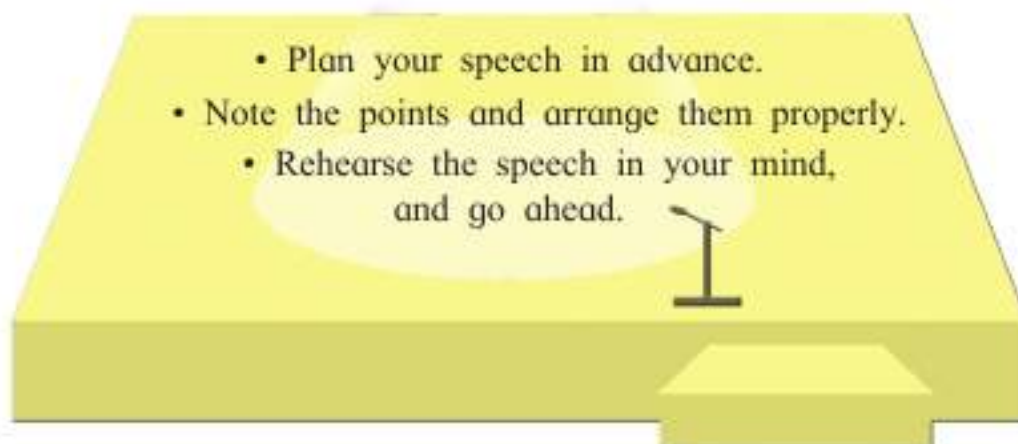 • Plan your speech in advance.
• Note the points and arrange them properly.
• Rehearse the speech in your mind,
and go ahead.